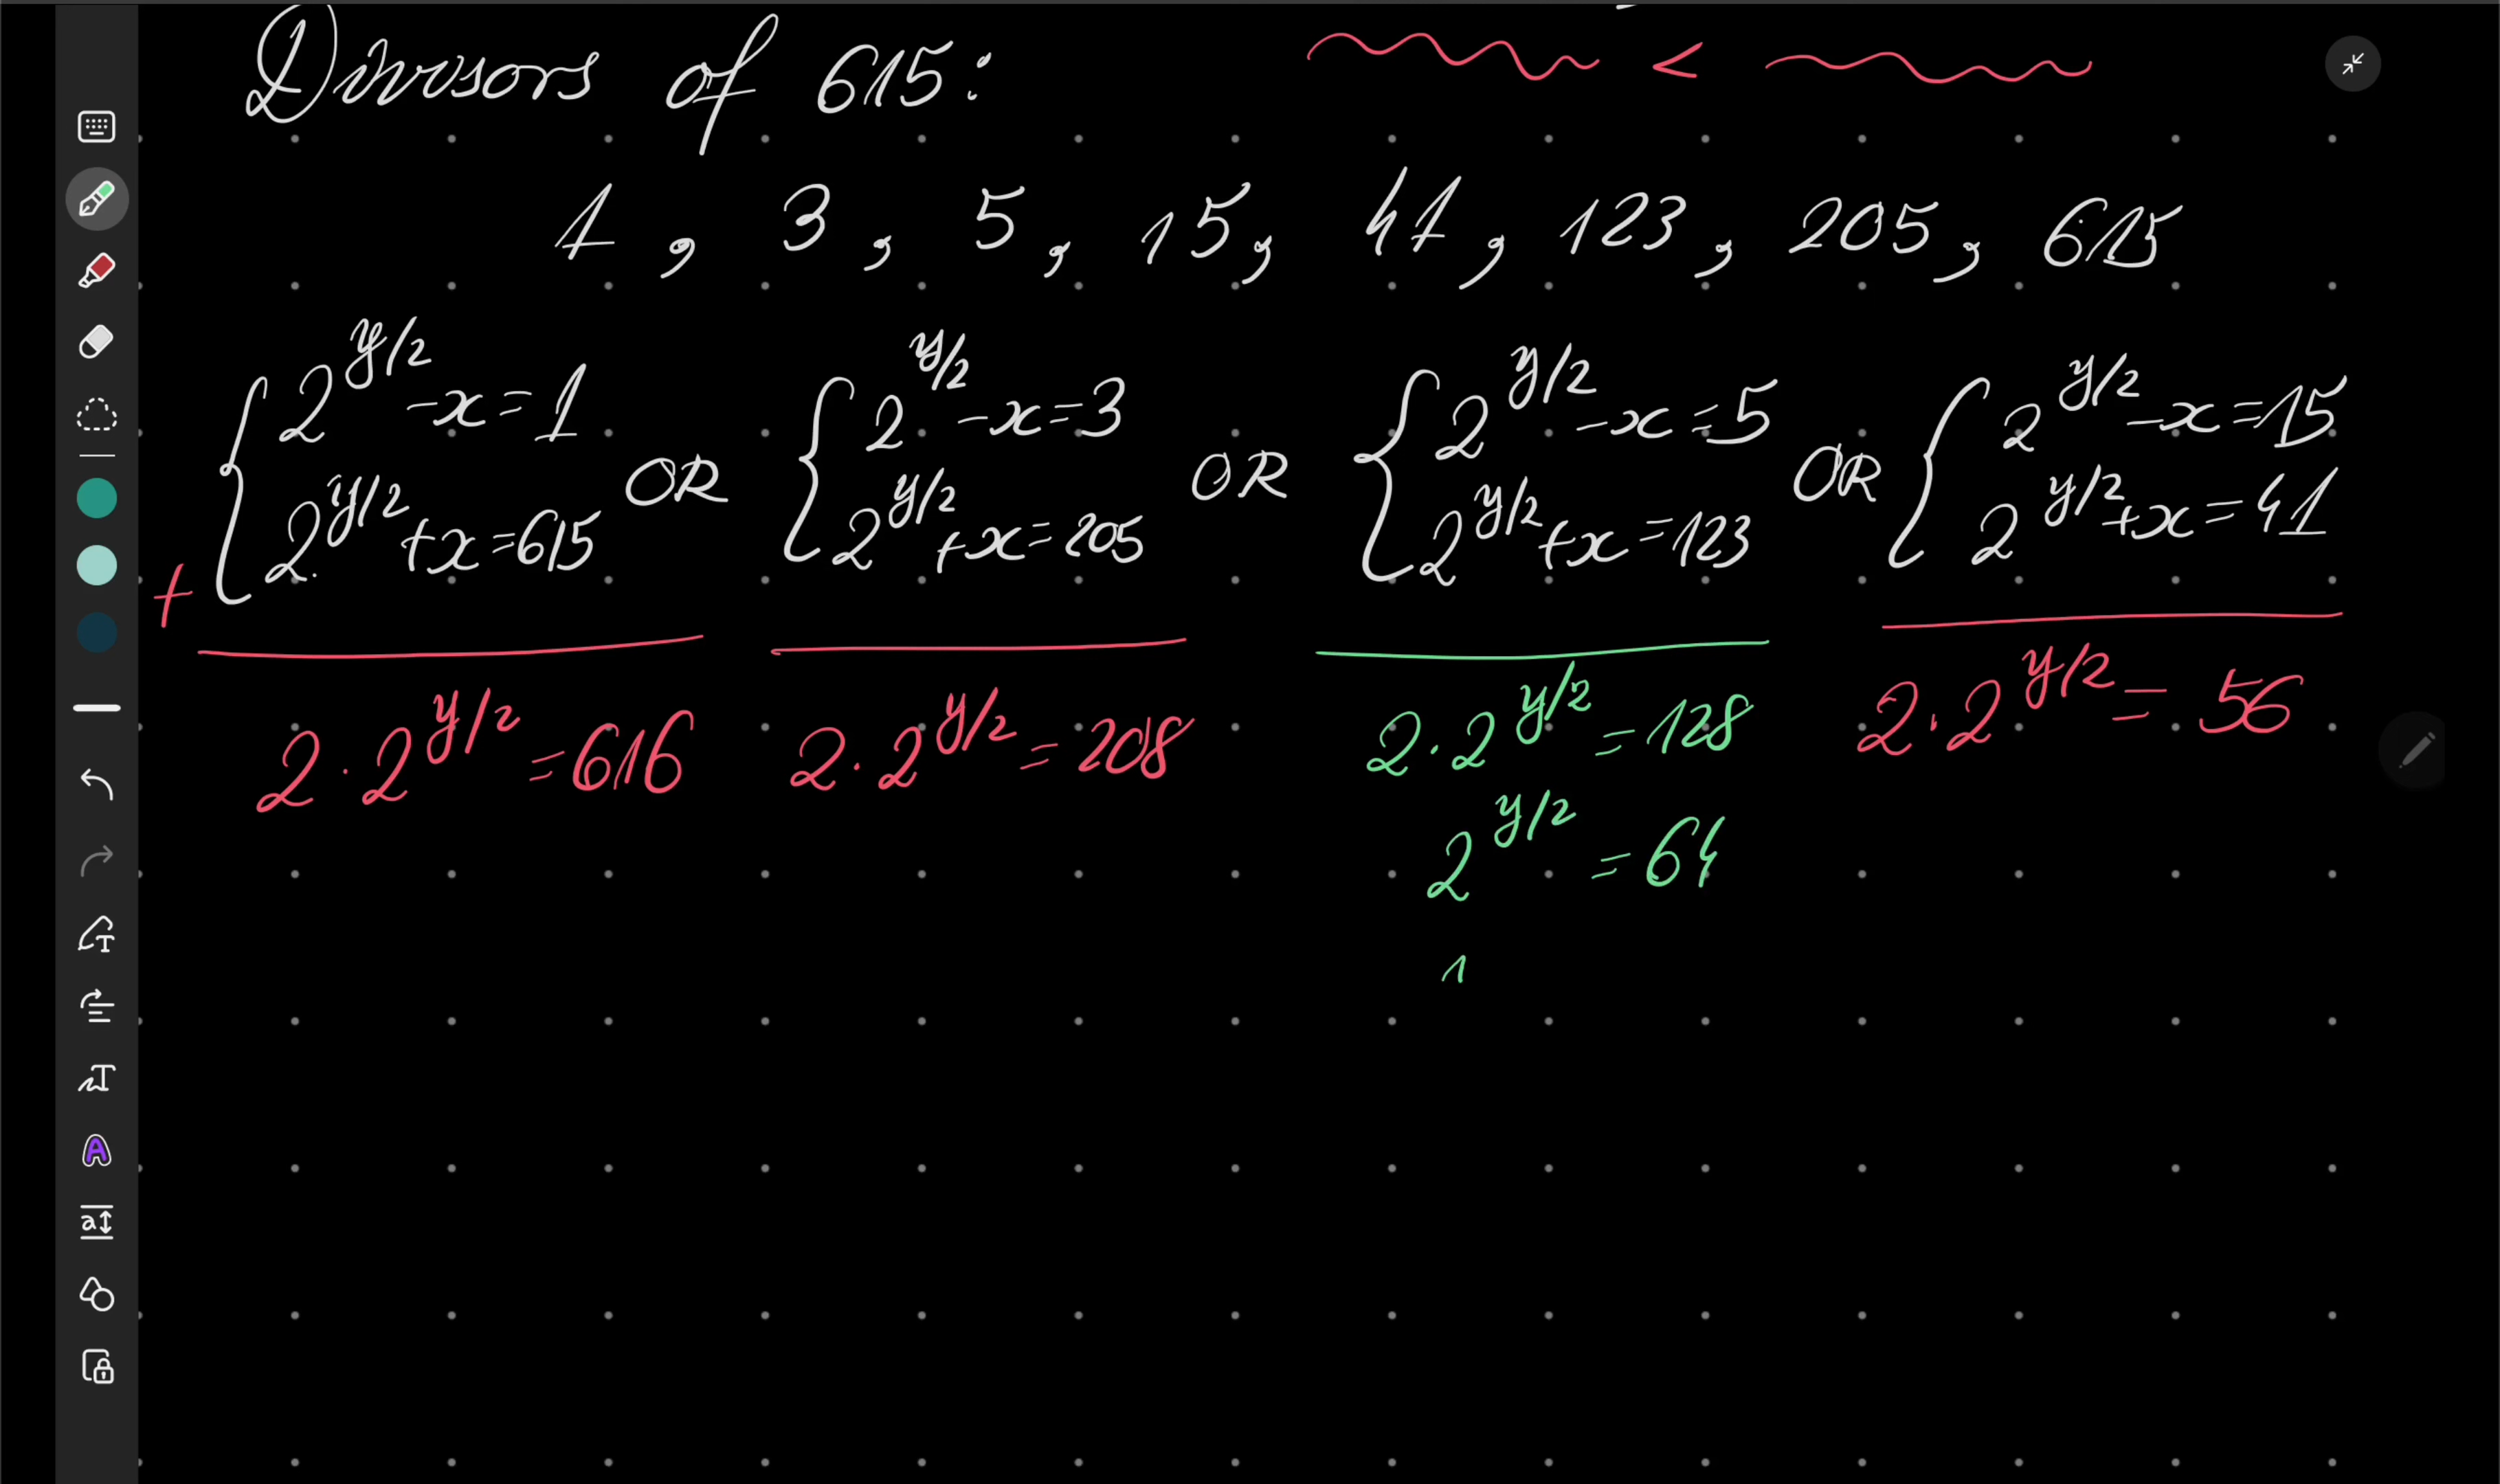 Divisors of 615:
<
1, 3, 5, 15, 41, 123, 205, 615
{ 2^{y/2} - x = 1 OR { 2^{y/2} - x = 3 OR { 2^{y/2} - x = 5 OR { 2^{y/2} - x = 15
2^{y/2} + x = 615 2^{y/2} + x = 205 2^{y/2} + x = 123 2^{y/2} + x = 41
+
2 · 2^{y/2} = 616 2 · 2^{y/2} = 208 2 · 2^{y/2} = 128 2 · 2^{y/2} = 56
2^{y/2} = 64